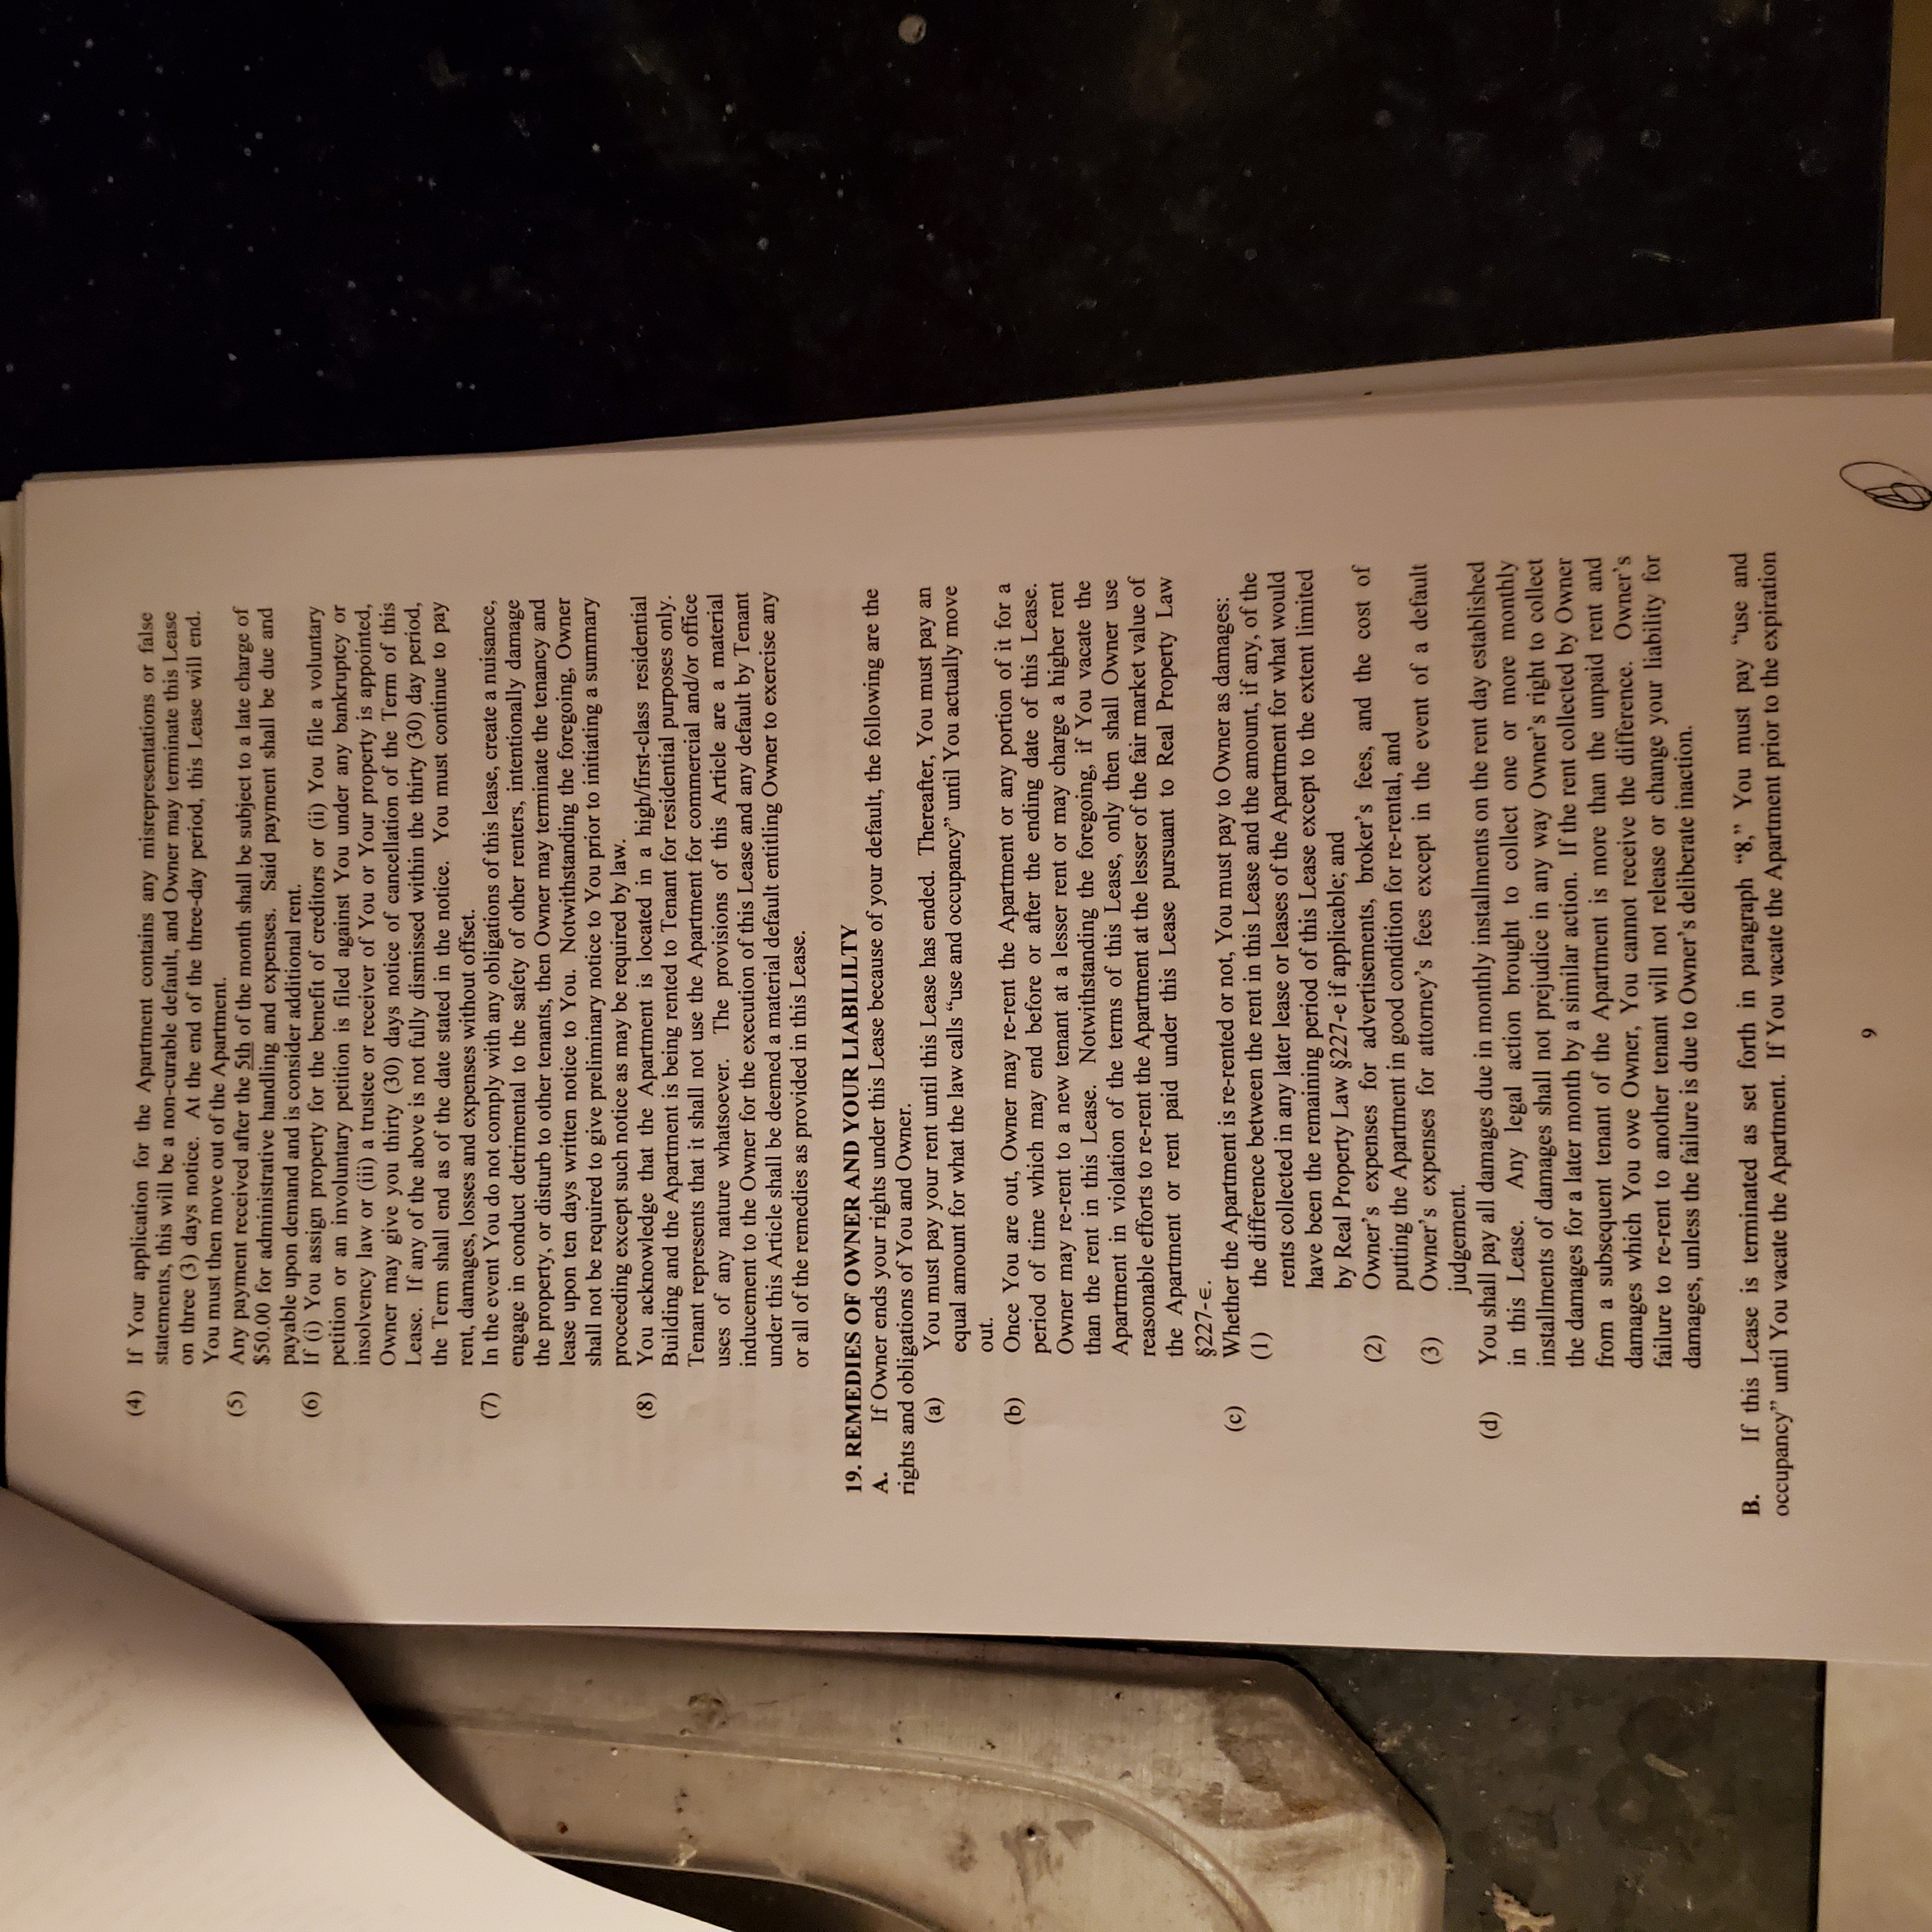 (4) If Your application for the Apartment contains any misrepresentations or false
statements, this will be a non-curable default, and Owner may terminate this Lease
on three (3) days notice. At the end of the three-day period, this Lease will end.
You must then move out of the Apartment.
(5) Any payment received after the 5th of the month shall be subject to a late charge of
$50.00 for administrative handling and expenses. Said payment shall be due and
payable upon demand and is consider additional rent.
(6) If (i) You assign property for the benefit of creditors or (ii) You file a voluntary
petition or an involuntary petition is filed against You under any bankruptcy or
insolvency law or (iii) a trustee or receiver of You or Your property is appointed,
Owner may give you thirty (30) days notice of cancellation of the Term of this
Lease. If any of the above is not fully dismissed within the thirty (30) day period,
the Term shall end as of the date stated in the notice. You must continue to pay
rent, damages, losses and expenses without offset.
(7) In the event You do not comply with any obligations of this lease, create a nuisance,
engage in conduct detrimental to the safety of other renters, intentionally damage
the property, or disturb to other tenants, then Owner may terminate the tenancy and
lease upon ten days written notice to You. Notwithstanding the foregoing, Owner
shall not be required to give preliminary notice to You prior to initiating a summary
proceeding except such notice as may be required by law.
(8) You acknowledge that the Apartment is located in a high/first-class residential
Building and the Apartment is being rented to Tenant for residential purposes only.
Tenant represents that it shall not use the Apartment for commercial and/or office
uses of any nature whatsoever. The provisions of this Article are a material
inducement to the Owner for the execution of this Lease and any default by Tenant
under this Article shall be deemed a material default entitling Owner to exercise any
or all of the remedies as provided in this Lease.
19. REMEDIES OF OWNER AND YOUR LIABILILTY
A. If Owner ends your rights under this Lease because of your default, the following are the
rights and obligations of You and Owner.
(a) You must pay your rent until this Lease has ended. Thereafter, You must pay an
equal amount for what the law calls “use and occupancy” until You actually move
out.
(b) Once You are out, Owner may re-rent the Apartment or any portion of it for a
period of time which may end before or after the ending date of this Lease.
Owner may re-rent to a new tenant at a lesser rent or may charge a higher rent
than the rent in this Lease. Notwithstanding the foregoing, if You vacate the
Apartment in violation of the terms of this Lease, only then shall Owner use
reasonable efforts to re-rent the Apartment at the lesser of the fair market value of
the Apartment or rent paid under this Lease pursuant to Real Property Law
§227-e.
(c) Whether the Apartment is re-rented or not, You must pay to Owner as damages:
(1) the difference between the rent in this Lease and the amount, if any, of the
rents collected in any later lease or leases of the Apartment for what would
have been the remaining period of this Lease except to the extent limited
by Real Property Law §227-e if applicable; and
(2) Owner’s expenses for advertisements, broker’s fees, and the cost of
putting the Apartment in good condition for re-rental, and
(3) Owner’s expenses for attorney’s fees except in the event of a default
judgement.
(d) You shall pay all damages due in monthly installments on the rent day established
in this Lease. Any legal action brought to collect one or more monthly
installments of damages shall not prejudice in any way Owner’s right to collect
the damages for a later month by a similar action. If the rent collected by Owner
from a subsequent tenant of the Apartment is more than the unpaid rent and
damages which You owe Owner, You cannot receive the difference. Owner’s
failure to re-rent to another tenant will not release or change your liability for
damages, unless the failure is due to Owner’s deliberate inaction.
B. If this Lease is terminated as set forth in paragraph “8,” You must pay “use and
occupancy” until You vacate the Apartment. If You vacate the Apartment prior to the expiration
9